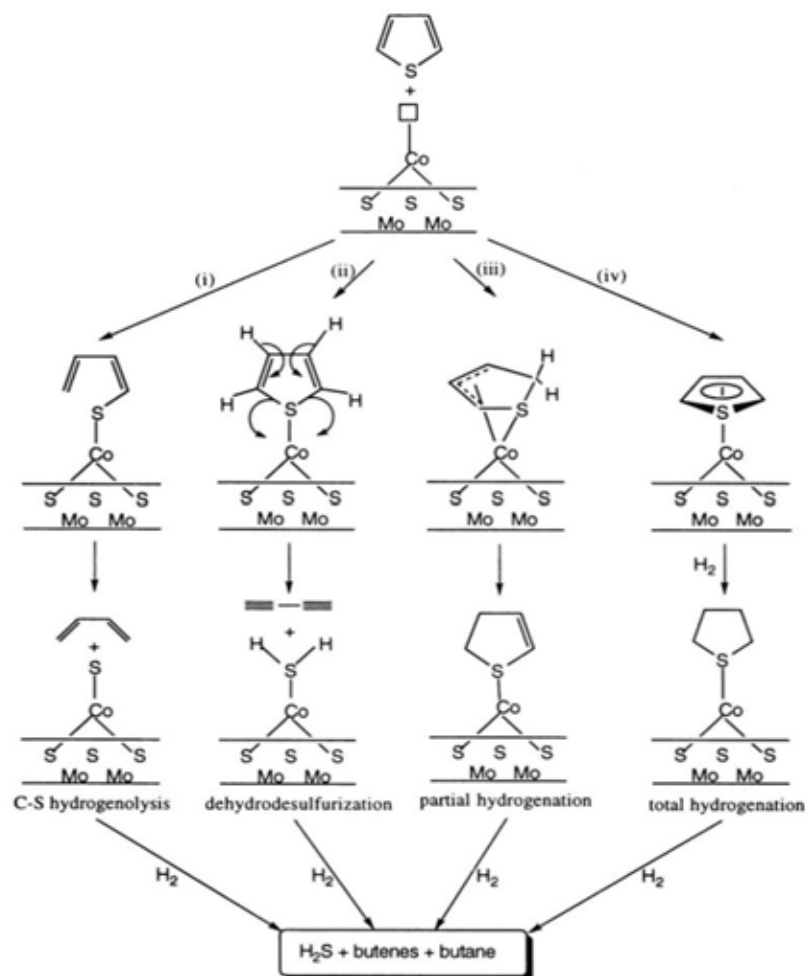 S
+
Co
S S S
Mo Mo
(i) (ii) (iii) (iv)
H H
H H
S
Co
S S S
Mo Mo
S
Co
S S S
Mo Mo
H
H
S
Co
S S S
Mo Mo
S
Co
S S S
Mo Mo
H₂
+
S
Co
S S S
Mo Mo
C-S hydrogenolysis
+
H H
S
Co
S S S
Mo Mo
dehydrodesulfurization
S
Co
S S S
Mo Mo
partial hydrogenation
S
Co
S S S
Mo Mo
total hydrogenation
H₂ H₂ H₂ H₂
H₂S + butenes + butane